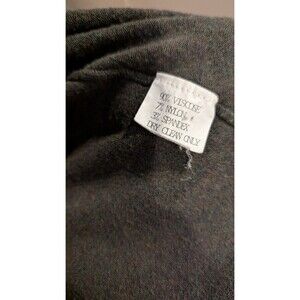 90% VISCOSE
7% NYLON
3% SPANDEX
DRY CLEAN ONLY